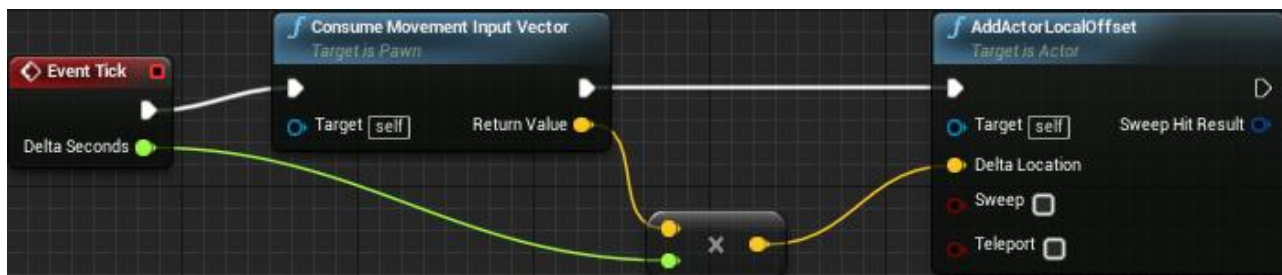 Event Tick
Delta Seconds
f Consume Movement Input Vector
Target is Pawn
Target self Return Value
×
f AddActorLocalOffset
Target is Actor
Target self Sweep Hit Result
Delta Location
Sweep
Teleport